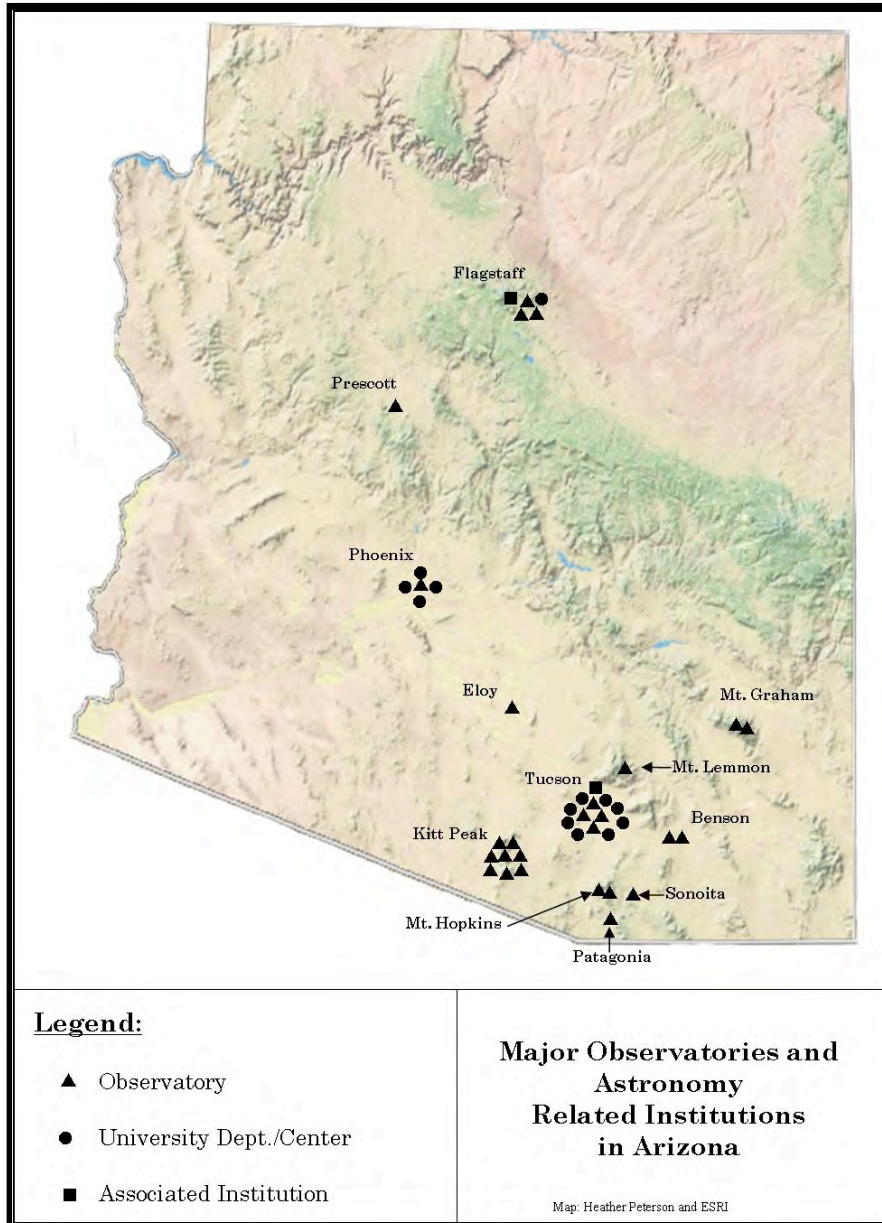 Flagstaff
Prescott
Phoenix
Eloy
Mt. Graham
Mt. Lemmon
Tucson
Benson
Kitt Peak
Sonoita
Mt. Hopkins
Patagonia
Legend:
Observatory
University Dept./Center
Associated Institution
Major Observatories and
Astronomy
Related Institutions
in Arizona
Map: Heather Peterson and ESRI